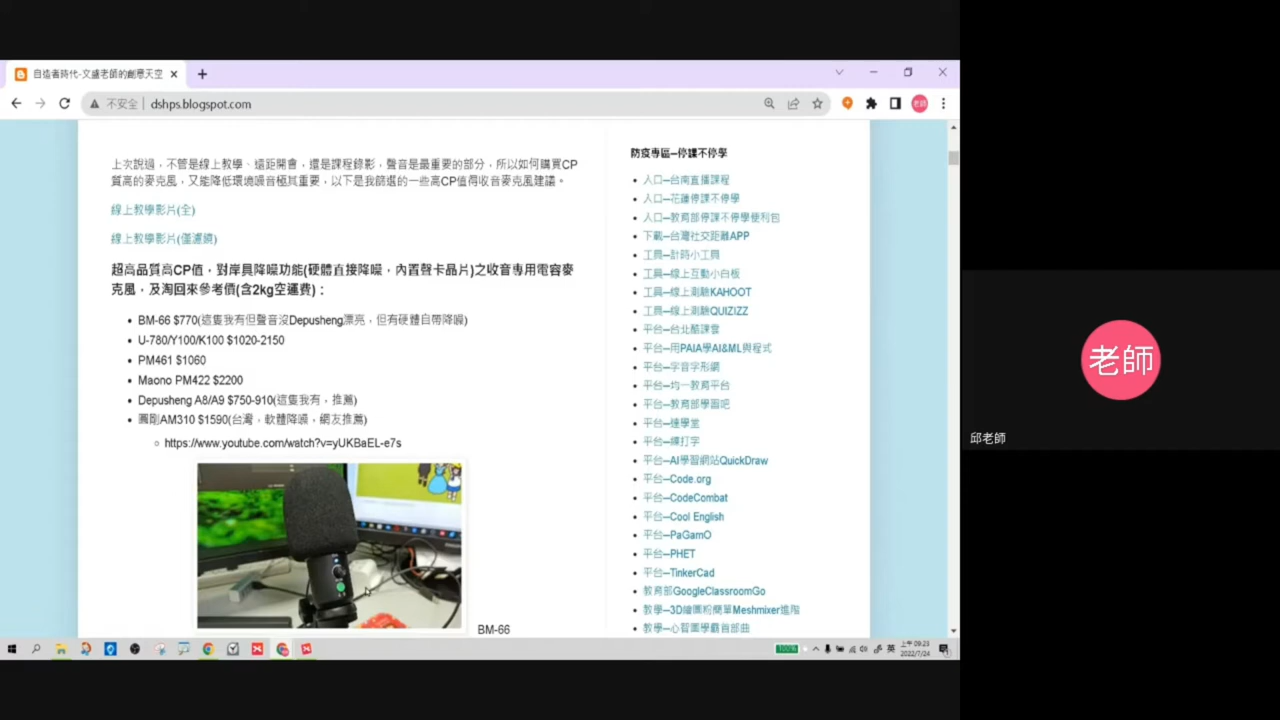 自造者時代-文盛老師的創意天空
不安全
dshps.blogspot.com
老師
上次說過，不管是線上教學、遠距開會，還是課程錄影，聲音是最重要的部分，所以如何購買CP
質高的麥克風，又能降低環境噪音極其重要，以下是我篩選的一些高CP值得收音麥克風建議。
線上教學影片(全)
線上教學影片(僅濾鏡)
超高品質高CP值，對岸具降噪功能(硬體直接降噪，內置聲卡晶片)之收音專用電容麥
克風，及淘回來參考價(含2kg空運費)：
BM-66 $770(這隻我有但聲音沒Depusheng漂亮，但有硬體自帶降噪)
U-780/Y100/K100 $1020-2150
PM461 $1060
Maono PM422 $2200
Depusheng A8/A9 $750-910(這隻我有，推薦)
圓剛AM310 $1590(台灣，軟體降噪，網友推薦)
https://www.youtube.com/watch?v=yUKBaEL-e7s
BM-66
防疫專區—停課不停學
入口—台南直播課程
入口—花蓮停課不停學
入口—教育部停課不停學便利包
下載—台灣社交距離APP
工具—計時小工具
工具—線上互動小白板
工具—線上測驗KAHOOT
工具—線上測驗QUIZIZZ
平台—台北酷課雲
平台—用PAIA學AI&ML與程式
平台—字音字形網
平台—均一教育平台
平台—教育部學習吧
平台—達學堂
平台—練打字
平台—AI學習網站QuickDraw
平台—Code.org
平台—CodeCombat
平台—Cool English
平台—PaGamO
平台—PHET
平台—TinkerCad
教育部GoogleClassroomGo
教學—3D繪圖粉簡單Meshmixer進階
教學—心智圖學霸首部曲
100%
英
上午 09:23
2022/7/24
老師
邱老師